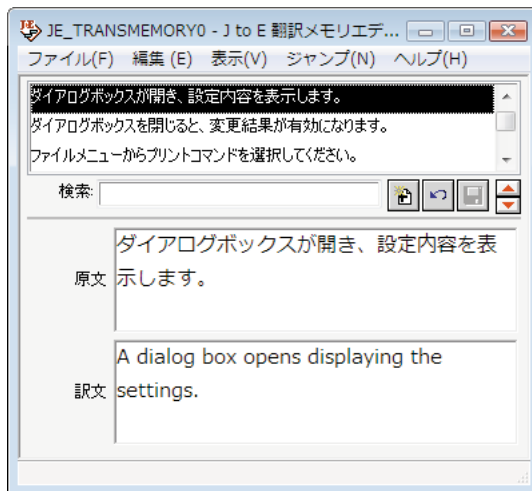 JE_TRANSMEMORY0 - J to E 翻訳メモリエデ...
ファイル(F) 編集 (E) 表示(V) ジャンプ(N) ヘルプ(H)
ダイアログボックスが開き、設定内容を表示します。
ダイアログボックスを閉じると、変更結果が有効になります。
ファイルメニューからプリントコマンドを選択してください。
検索:
原文
ダイアログボックスが開き、設定内容を表
示します。
訳文
A dialog box opens displaying the
settings.